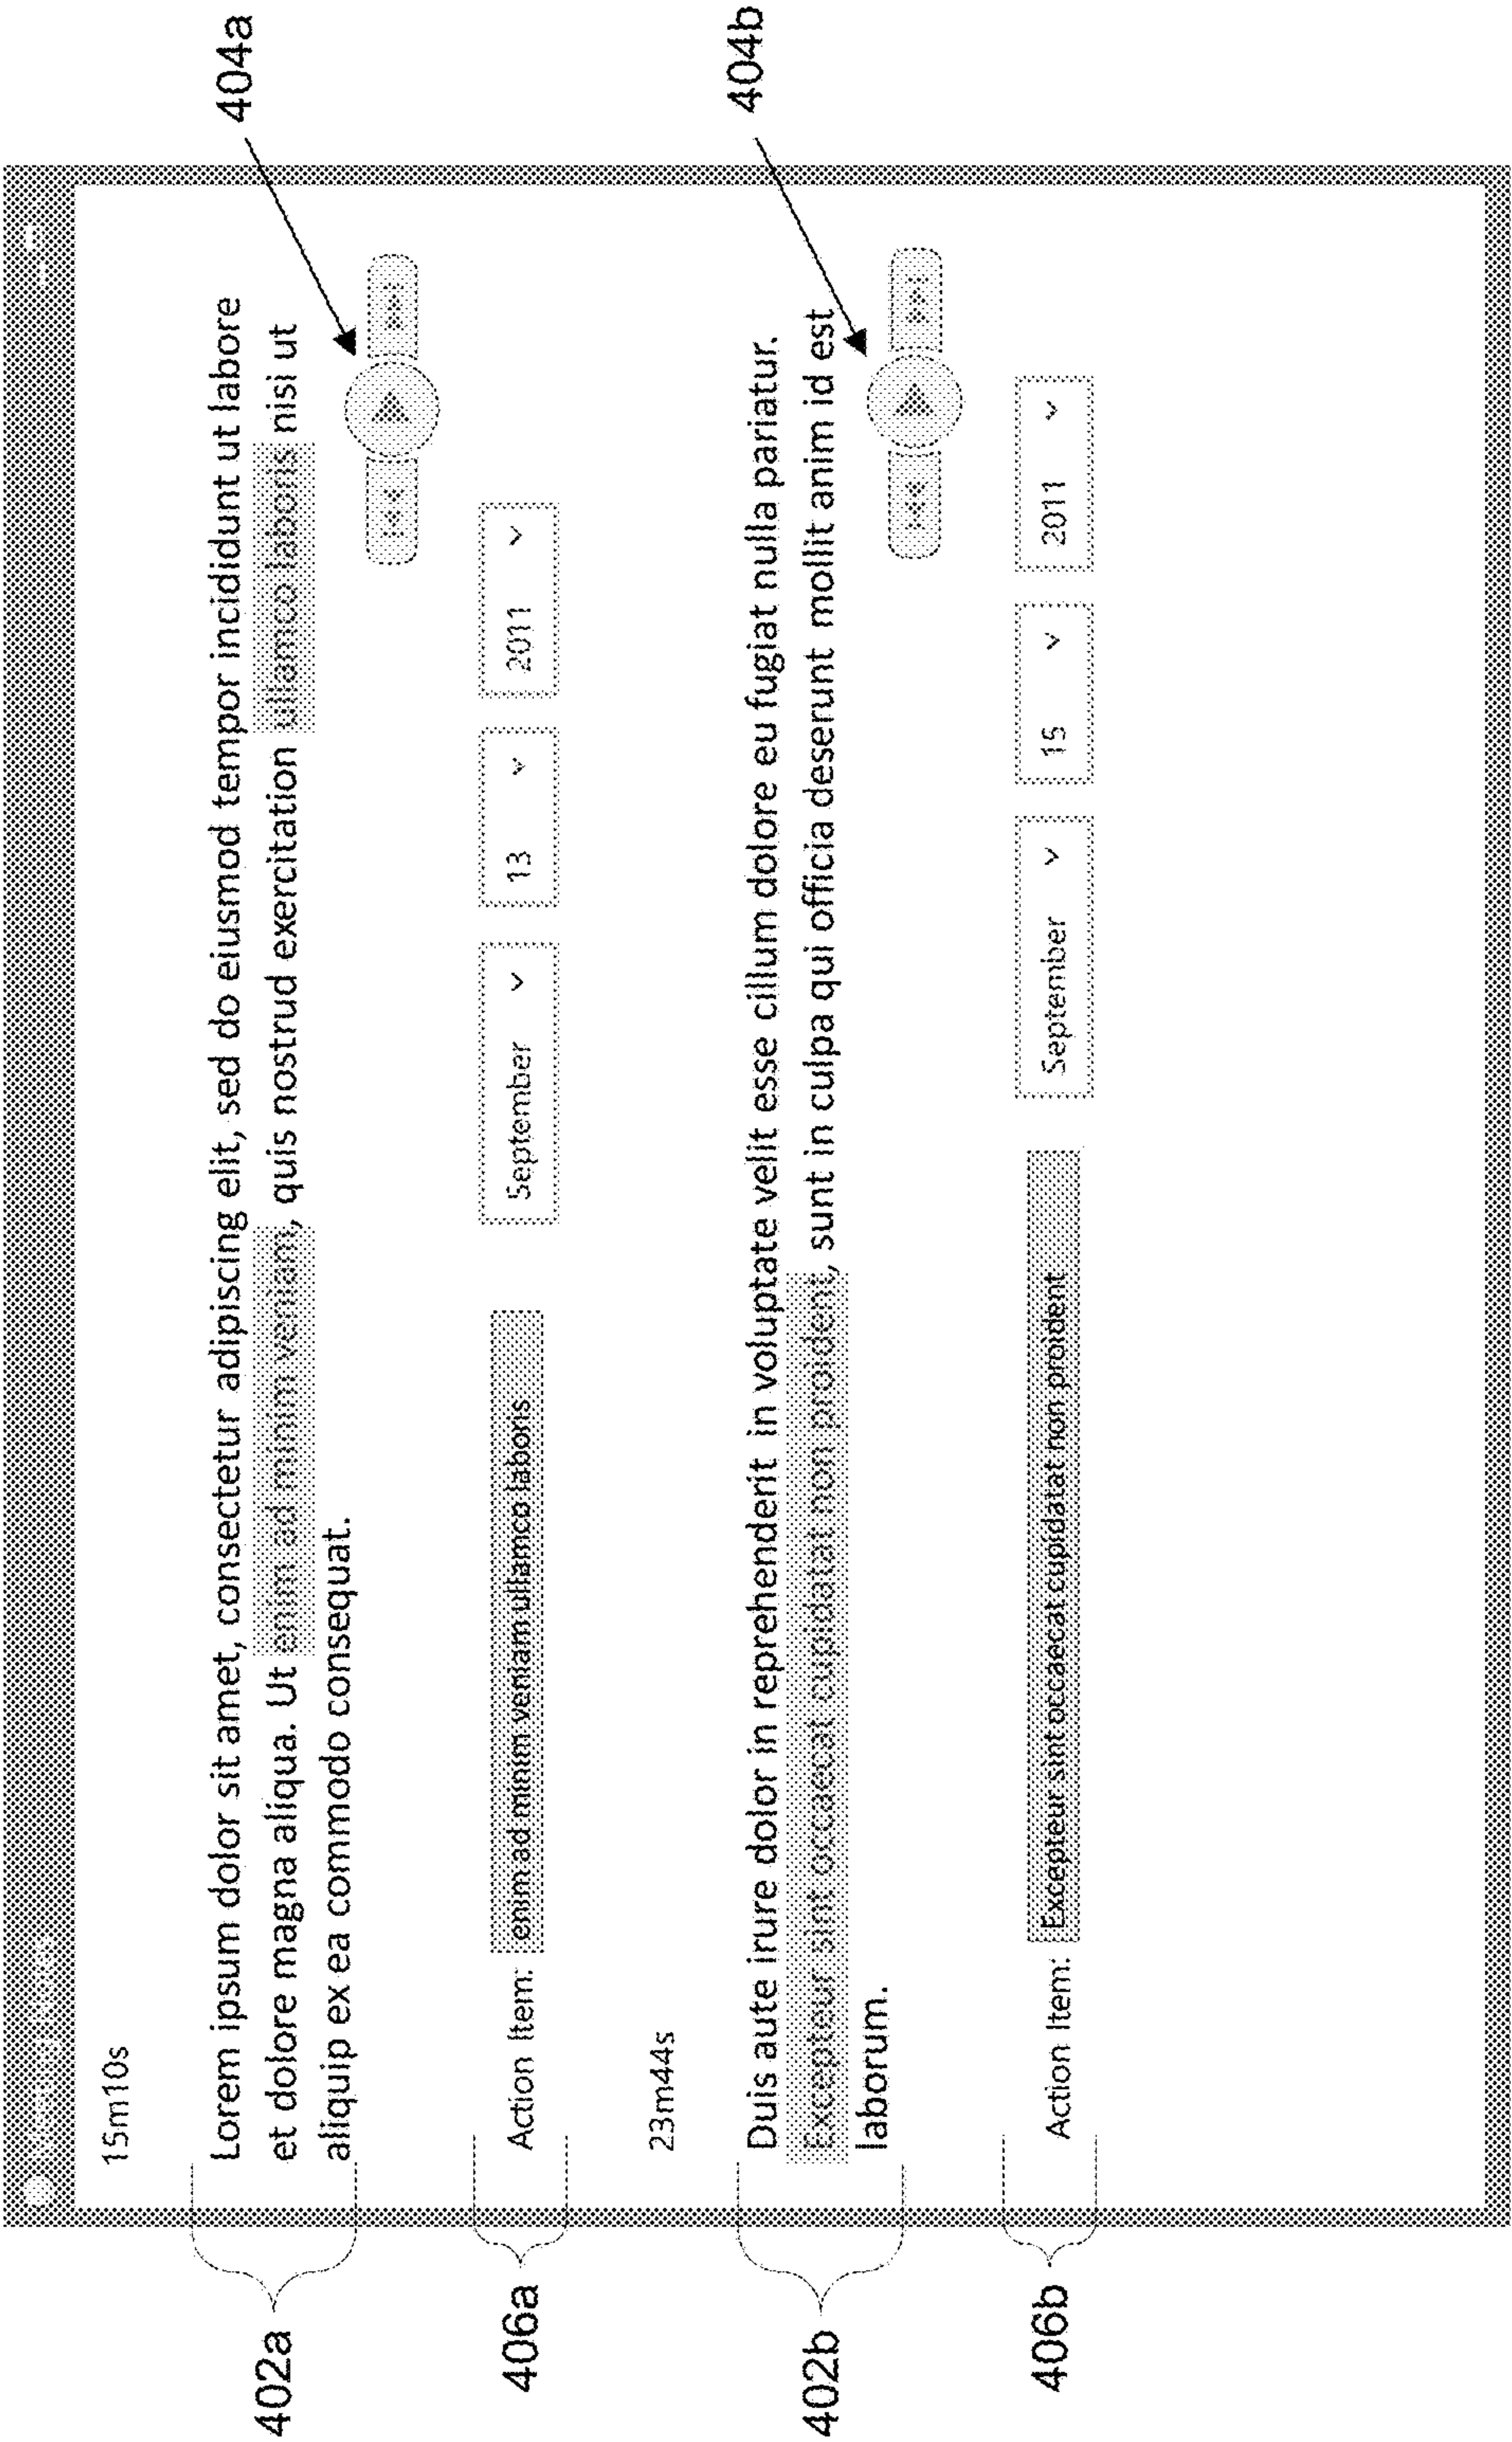 15m10s
404a
402a
Lorem ipsum dolor sit amet, consectetur adipiscing elit, sed do eiusmod tempor incididunt ut labore
et dolore magna aliqua. Ut enim ad minim veniam, quis nostrud exercitation ullamco laboris nisi ut
aliquip ex ea commodo consequat.
406a
Action Item: enim ad minim veniam ullamco laboris September 13 2011
23m44s
404b
402b
Duis aute irure dolor in reprehenderit in voluptate velit esse cillum dolore eu fugiat nulla pariatur.
Excepteur sint occaecat cupidatat non proident, sunt in culpa qui officia deserunt mollit anim id est
laborum.
406b
Action Item: Excepteur sint occaecat cupidatat non proident September 15 2011